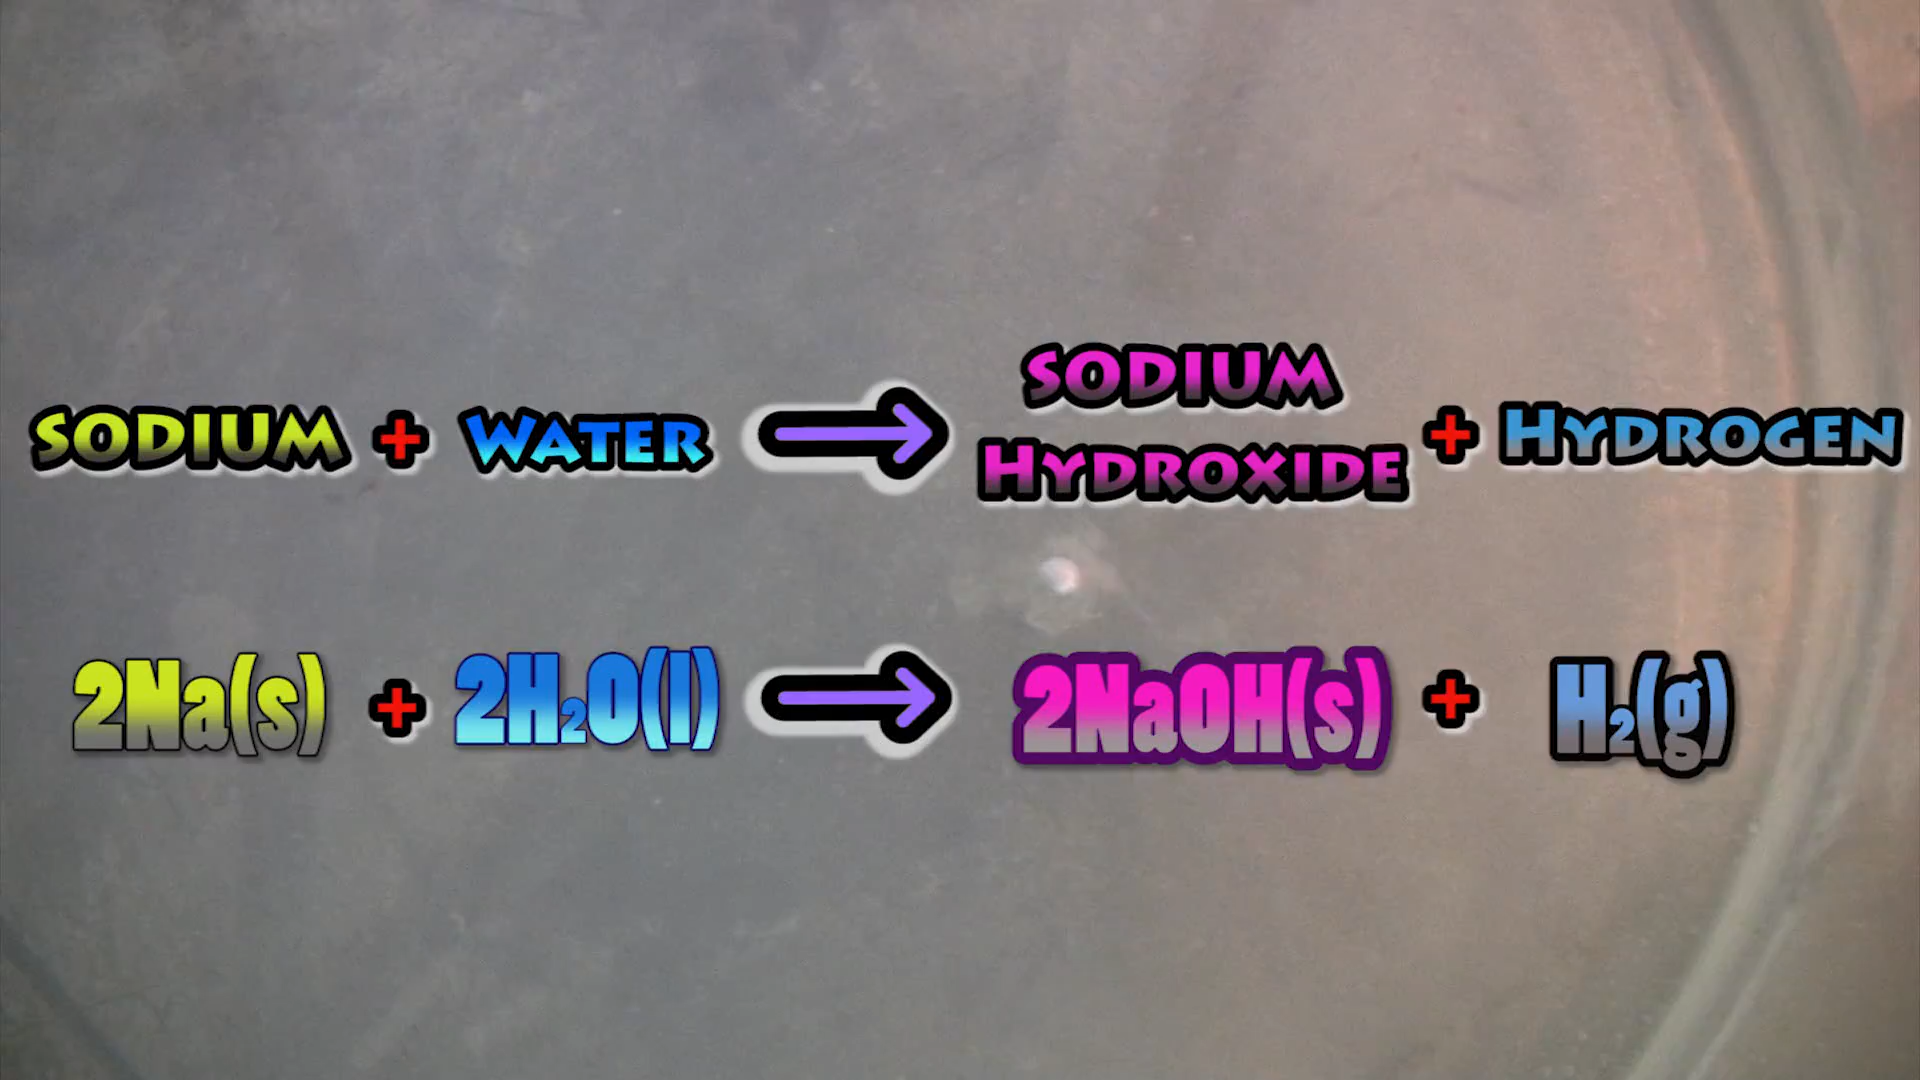 SODIUM + WATER → SODIUM HYDROXIDE + HYDROGEN
2Na(s) + 2H₂O(l) → 2NaOH(s) + H₂(g)